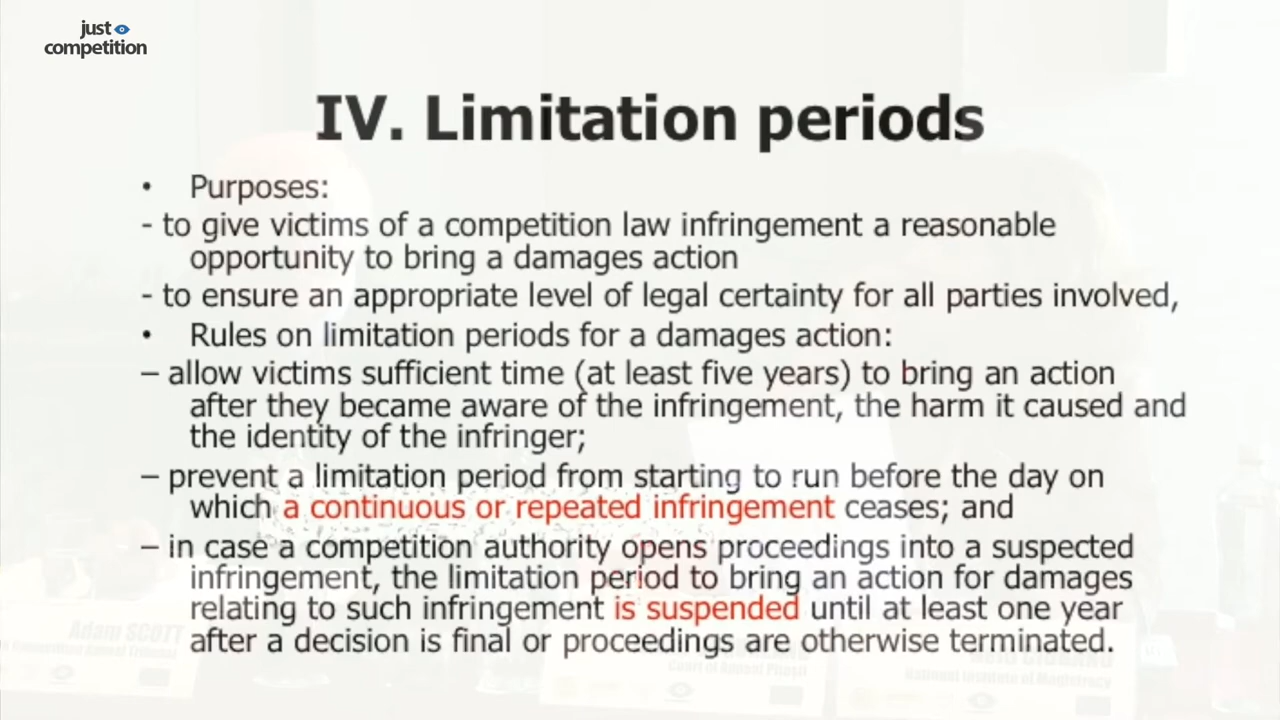 just
competition
IV. Limitation periods
• Purposes:
- to give victims of a competition law infringement a reasonable
opportunity to bring a damages action
- to ensure an appropriate level of legal certainty for all parties involved,
• Rules on limitation periods for a damages action:
– allow victims sufficient time (at least five years) to bring an action
after they became aware of the infringement, the harm it caused and
the identity of the infringer;
– prevent a limitation period from starting to run before the day on
which a continuous or repeated infringement ceases; and
– in case a competition authority opens proceedings into a suspected
infringement, the limitation period to bring an action for damages
relating to such infringement is suspended until at least one year
after a decision is final or proceedings are otherwise terminated.
Adam SCOTT
National Institute of Magistracy